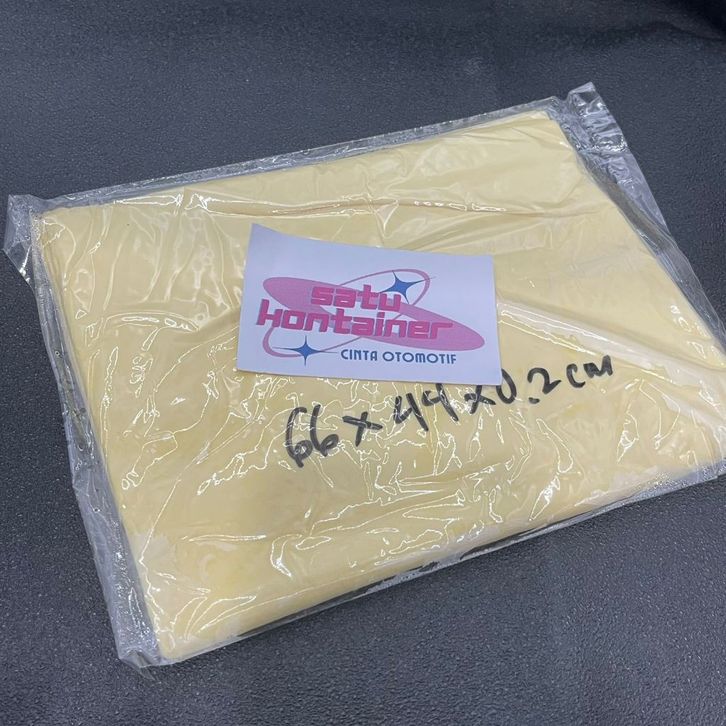 satu
kontainer
CINTA OTOMOTIF
66 x 44 x 0.2 cm